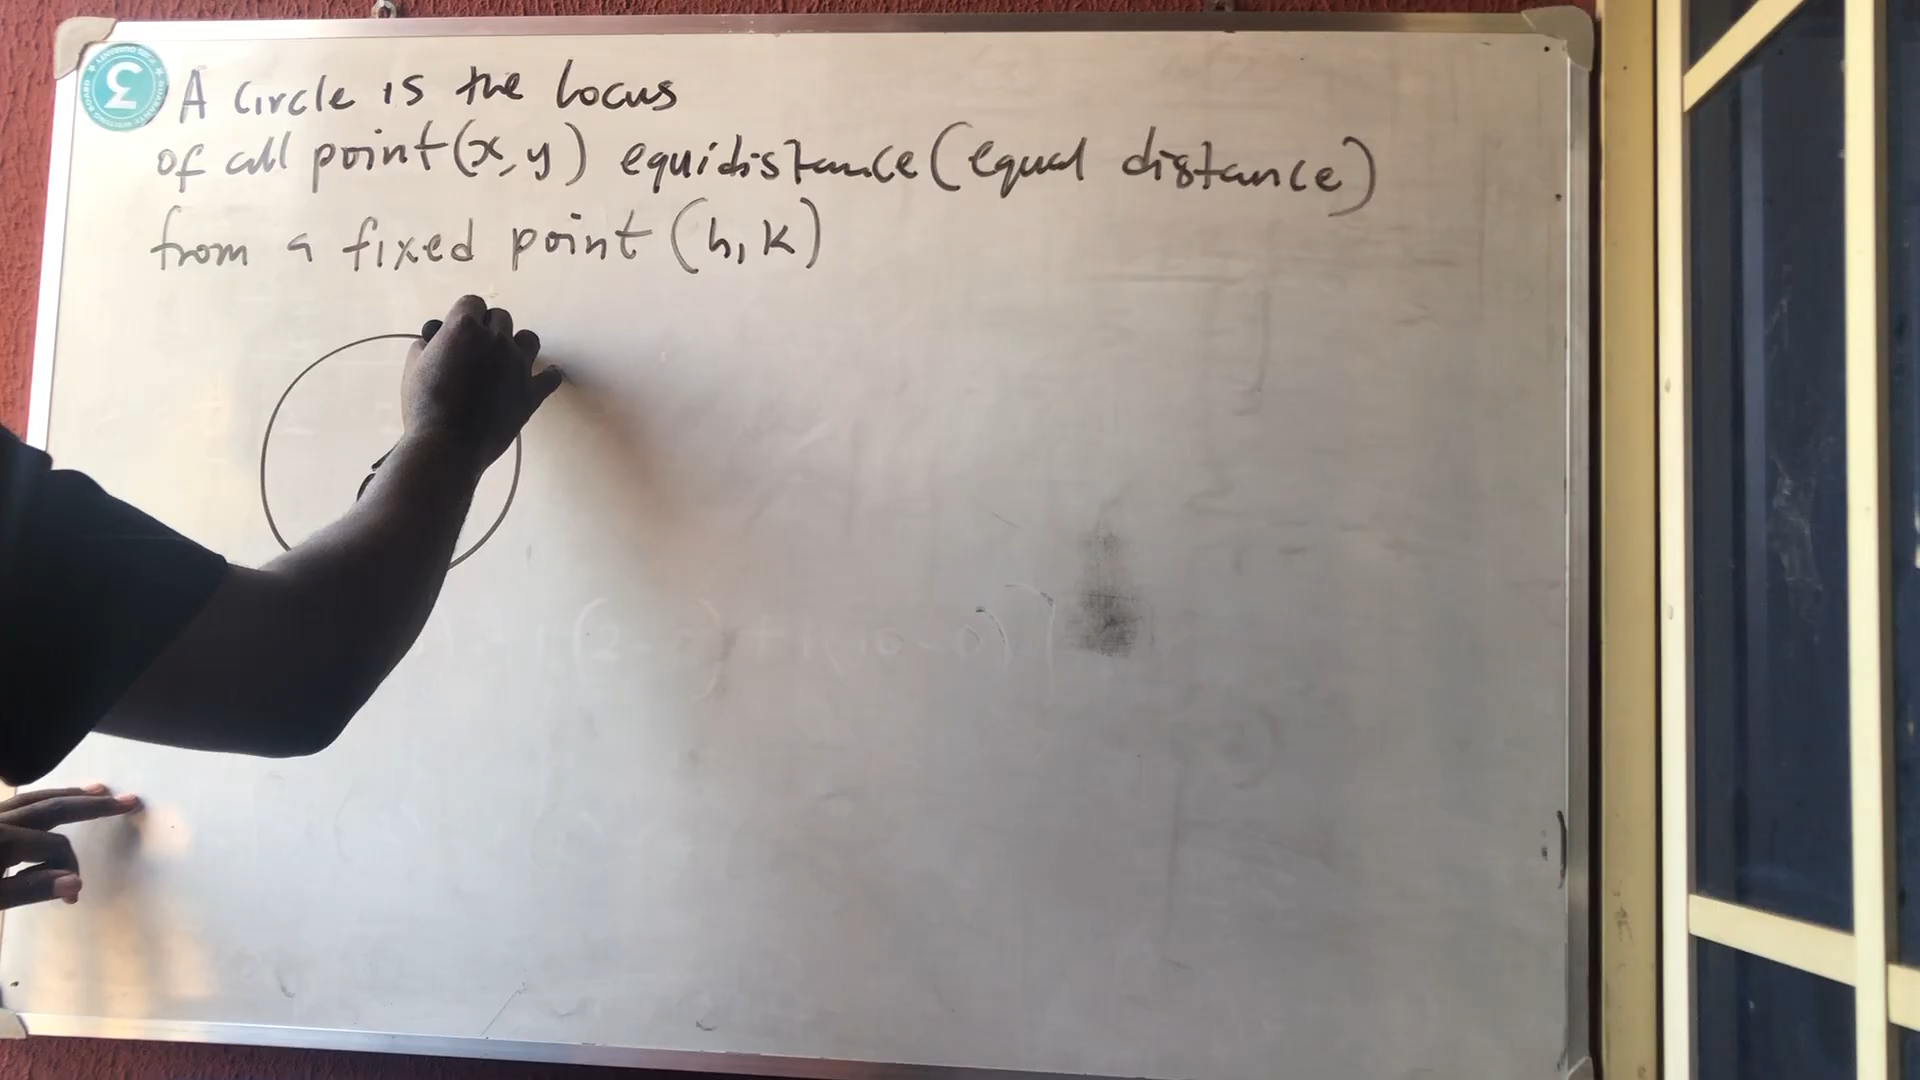 A circle is the locus
of all point (x, y) equidistance (equal distance)
from a fixed point (h, k)